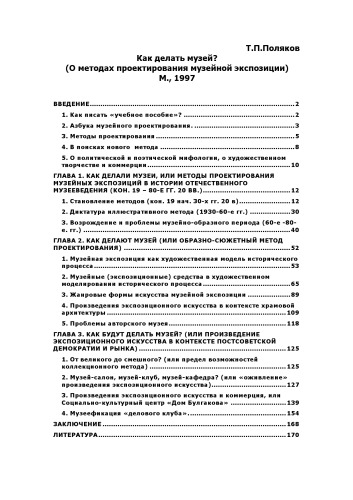 Т.П.Поляков
Как делать музей?
(О методах проектирования музейной экспозиции)
М., 1997
ВВЕДЕНИЕ 2
1. Как писать «учебное пособие»? 2
2. Азбука музейного проектирования. 3
3. Методы проектирования 5
4. В поисках нового метода 8
5. О политической и поэтической мифологии, о художественном
творчестве и коммерции 10
ГЛАВА 1. КАК ДЕЛАЛИ МУЗЕИ, ИЛИ МЕТОДЫ ПРОЕКТИРОВАНИЯ
МУЗЕЙНЫХ ЭКСПОЗИЦИЙ В ИСТОРИИ ОТЕЧЕСТВЕННОГО
МУЗЕЕВЕДЕНИЯ (КОН. 19 – 80-Е ГГ. 20 ВВ.) 12
1. Становление методов (кон. 19 нач. 30-х гг. 20 в) 12
2. Диктатура иллюстративного метода (1930-60-е гг.) 30
3. Возрождение и проблемы музейно-образного периода (60-е -80-
е гг.) 40
ГЛАВА 2. КАК ДЕЛАЮТ МУЗЕЙ (ИЛИ ОБРАЗНО-СЮЖЕТНЫЙ МЕТОД
ПРОЕКТИРОВАНИЯ) 52
1. Музейная экспозиция как художественная модель исторического
процесса 53
2. Музейные (экспозиционные) средства в художественном
моделировании исторического процесса 65
3. Жанровые формы искусства музейной экспозиции 89
4. Произведения экспозиционного искусства в контексте храмовой
архитектуры 109
5. Проблемы авторского музея 118
ГЛАВА 3. КАК БУДУТ ДЕЛАТЬ МУЗЕЙ? (ИЛИ ПРОИЗВЕДЕНИЕ
ЭКСПОЗИЦИОННОГО ИСКУССТВА В КОНТЕКСТЕ ПОСТСОВЕТСКОЙ
ДЕМОКРАТИИ И РЫНКА) 125
1. От великого до смешного? (или предел возможностей
коллекционного метода) 125
2. Музей-салон, музей-клуб, музей-кафедра? (или «оживление»
произведения экспозиционного искусства) 127
3. Произведения экспозиционного искусства и коммерция, или
Социально-культурный центр «Дом Булгакова» 139
4. Музеефикация «делового клуба» 154
ЗАКЛЮЧЕНИЕ 168
ЛИТЕРАТУРА 170